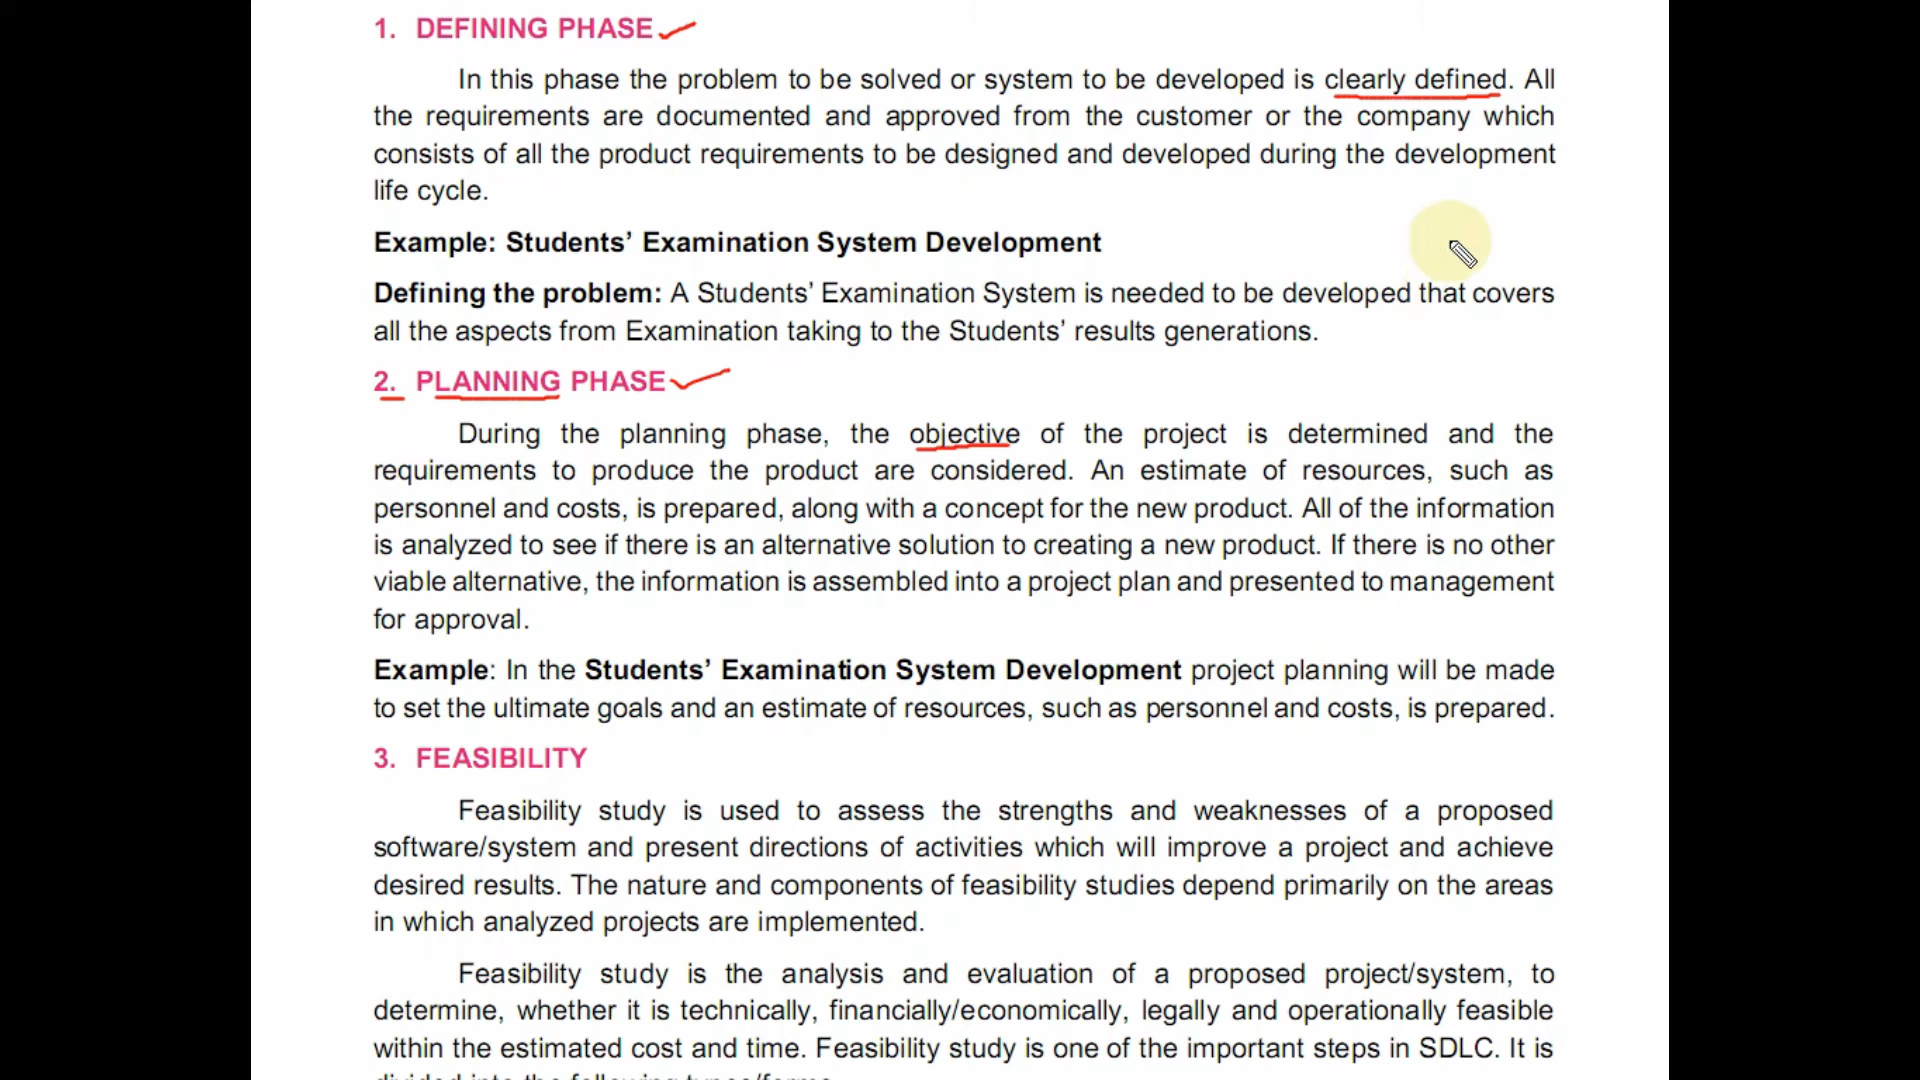 1. DEFINING PHASE
In this phase the problem to be solved or system to be developed is clearly defined. All
the requirements are documented and approved from the customer or the company which
consists of all the product requirements to be designed and developed during the development
life cycle.
Example: Students’ Examination System Development
Defining the problem: A Students’ Examination System is needed to be developed that covers
all the aspects from Examination taking to the Students’ results generations.
2. PLANNING PHASE
During the planning phase, the objective of the project is determined and the
requirements to produce the product are considered. An estimate of resources, such as
personnel and costs, is prepared, along with a concept for the new product. All of the information
is analyzed to see if there is an alternative solution to creating a new product. If there is no other
viable alternative, the information is assembled into a project plan and presented to management
for approval.
Example: In the Students’ Examination System Development project planning will be made
to set the ultimate goals and an estimate of resources, such as personnel and costs, is prepared.
3. FEASIBILITY
Feasibility study is used to assess the strengths and weaknesses of a proposed
software/system and present directions of activities which will improve a project and achieve
desired results. The nature and components of feasibility studies depend primarily on the areas
in which analyzed projects are implemented.
Feasibility study is the analysis and evaluation of a proposed project/system, to
determine, whether it is technically, financially/economically, legally and operationally feasible
within the estimated cost and time. Feasibility study is one of the important steps in SDLC. It is
divided into the following types/forms